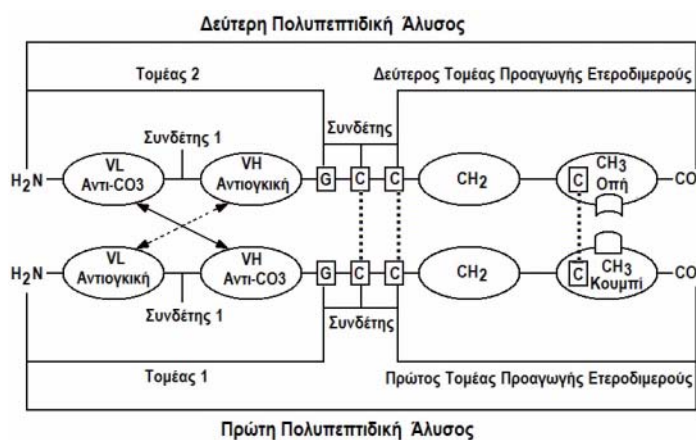 Δεύτερη Πολυπεπτιδική Άλυσος
Τομέας 2
Δεύτερος Τομέας Προαγωγής Ετεροδιμερούς
Συνδέτης 1
Συνδέτης
H2N
VL
Αντι-CO3
VH
Αντιογκική
G
C
C
CH2
C
CH3
Οπή
CO
H2N
VL
Αντιογκική
VH
Αντι-CO3
G
C
C
CH2
C
CH3
Κουμπί
CO
Συνδέτης 1
Συνδέτης
Τομέας 1
Πρώτος Τομέας Προαγωγής Ετεροδιμερούς
Πρώτη Πολυπεπτιδική Άλυσος